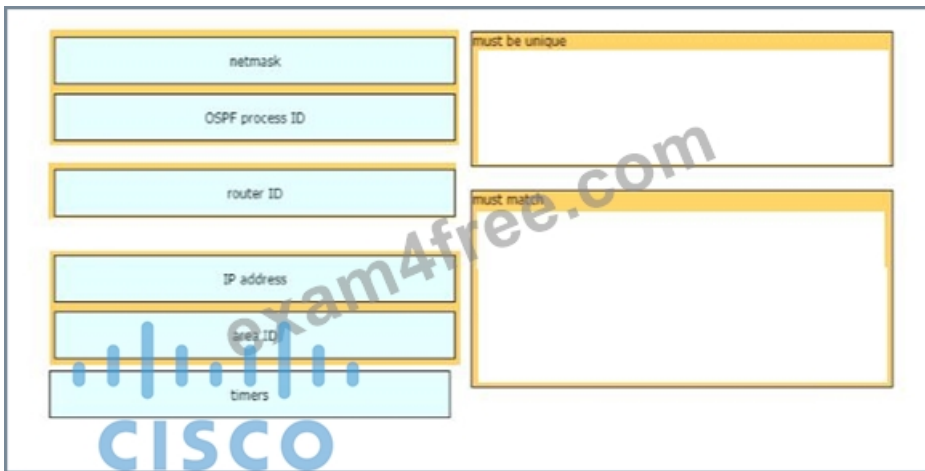 netmask
OSPF process ID
router ID
IP address
area ID
timers
must be unique
must match
exam4free.com
CISCO